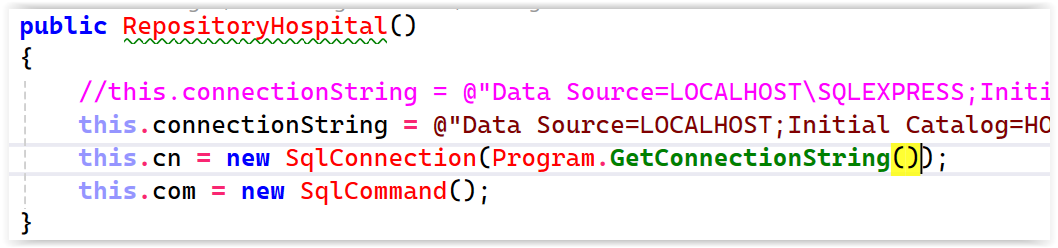 public RepositoryHospital()
{
//this.connectionString = @"Data Source=LOCALHOST\SQLEXPRESS;Initi
this.connectionString = @"Data Source=LOCALHOST;Initial Catalog=HO
this.cn = new SqlConnection(Program.GetConnectionString());
this.com = new SqlCommand();
}